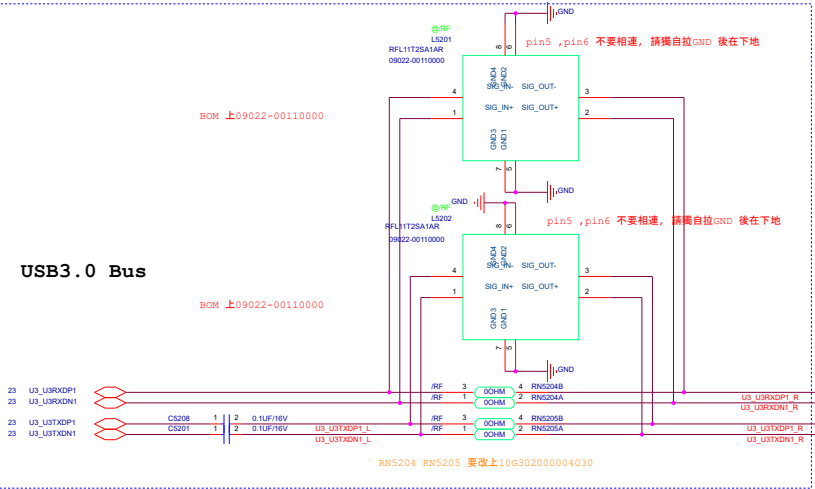 GND
@/RF
L5201
RFL11T2SA1AR
09022-00110000
8
6
pin5 ,pin6 不要相連, 請獨自拉GND 後在下地
GND4
GND2
4
SIG_IN-
SIG_OUT-
3
1
SIG_IN+
SIG_OUT+
2
BOM 上09022-00110000
GND3
GND1
7
5
GND
GND
@/RF
L5202
RFL11T2SA1AR
09022-00110000
8
6
pin5 ,pin6 不要相連, 請獨自拉GND 後在下地
GND4
GND2
4
SIG_IN-
SIG_OUT-
3
1
SIG_IN+
SIG_OUT+
2
USB3.0 Bus
BOM 上09022-00110000
GND3
GND1
7
5
GND
23 U3_U3RXDP1
/RF 3 0OHM 4 RN5204B
23 U3_U3RXDN1
/RF 1 0OHM 2 RN5204A
U3_U3RXDP1_R
U3_U3RXDN1_R
23 U3_U3TXDP1
C5208 1 2 0.1UF/16V
U3_U3TXDP1_L
/RF 3 0OHM 4 RN5205B
U3_U3TXDP1_R
23 U3_U3TXDN1
C5201 1 2 0.1UF/16V
U3_U3TXDN1_L
/RF 1 0OHM 2 RN5205A
U3_U3TXDN1_R
RN5204 RN5205 要改上10G302000004030